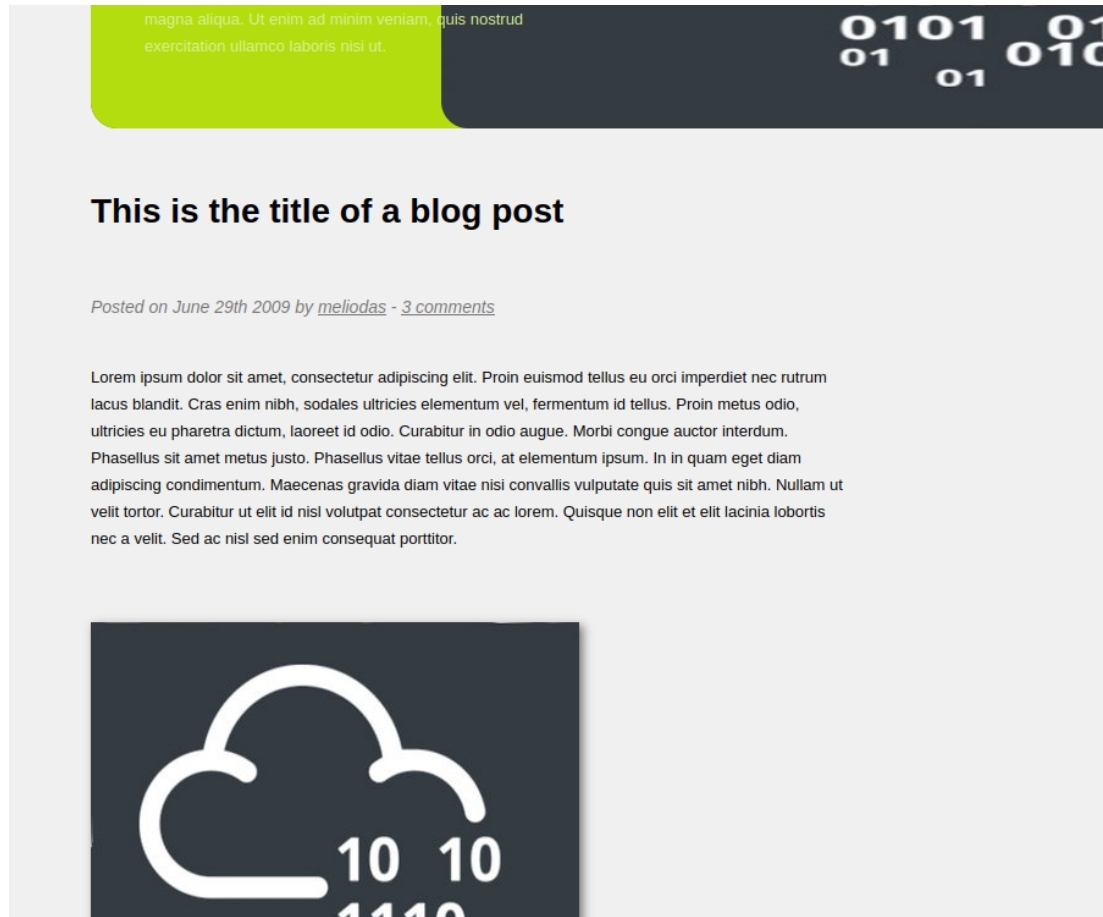 magna aliqua. Ut enim ad minim veniam, quis nostrud
exercitation ullamco laboris nisi ut.
0101 01
01 010
01
This is the title of a blog post
Posted on June 29th 2009 by meliodas - 3 comments
Lorem ipsum dolor sit amet, consectetur adipiscing elit. Proin euismod tellus eu orci imperdiet nec rutrum
lacus blandit. Cras enim nibh, sodales ultricies elementum vel, fermentum id tellus. Proin metus odio,
ultricies eu pharetra dictum, laoreet id odio. Curabitur in odio augue. Morbi congue auctor interdum.
Phasellus sit amet metus justo. Phasellus vitae tellus orci, at elementum ipsum. In in quam eget diam
adipiscing condimentum. Maecenas gravida diam vitae nisi convallis vulputate quis sit amet nibh. Nullam ut
velit tortor. Curabitur ut elit id nisl volutpat consectetur ac ac lorem. Quisque non elit et elit lacinia lobortis
nec a velit. Sed ac nisl sed enim consequat porttitor.
10 10
1110